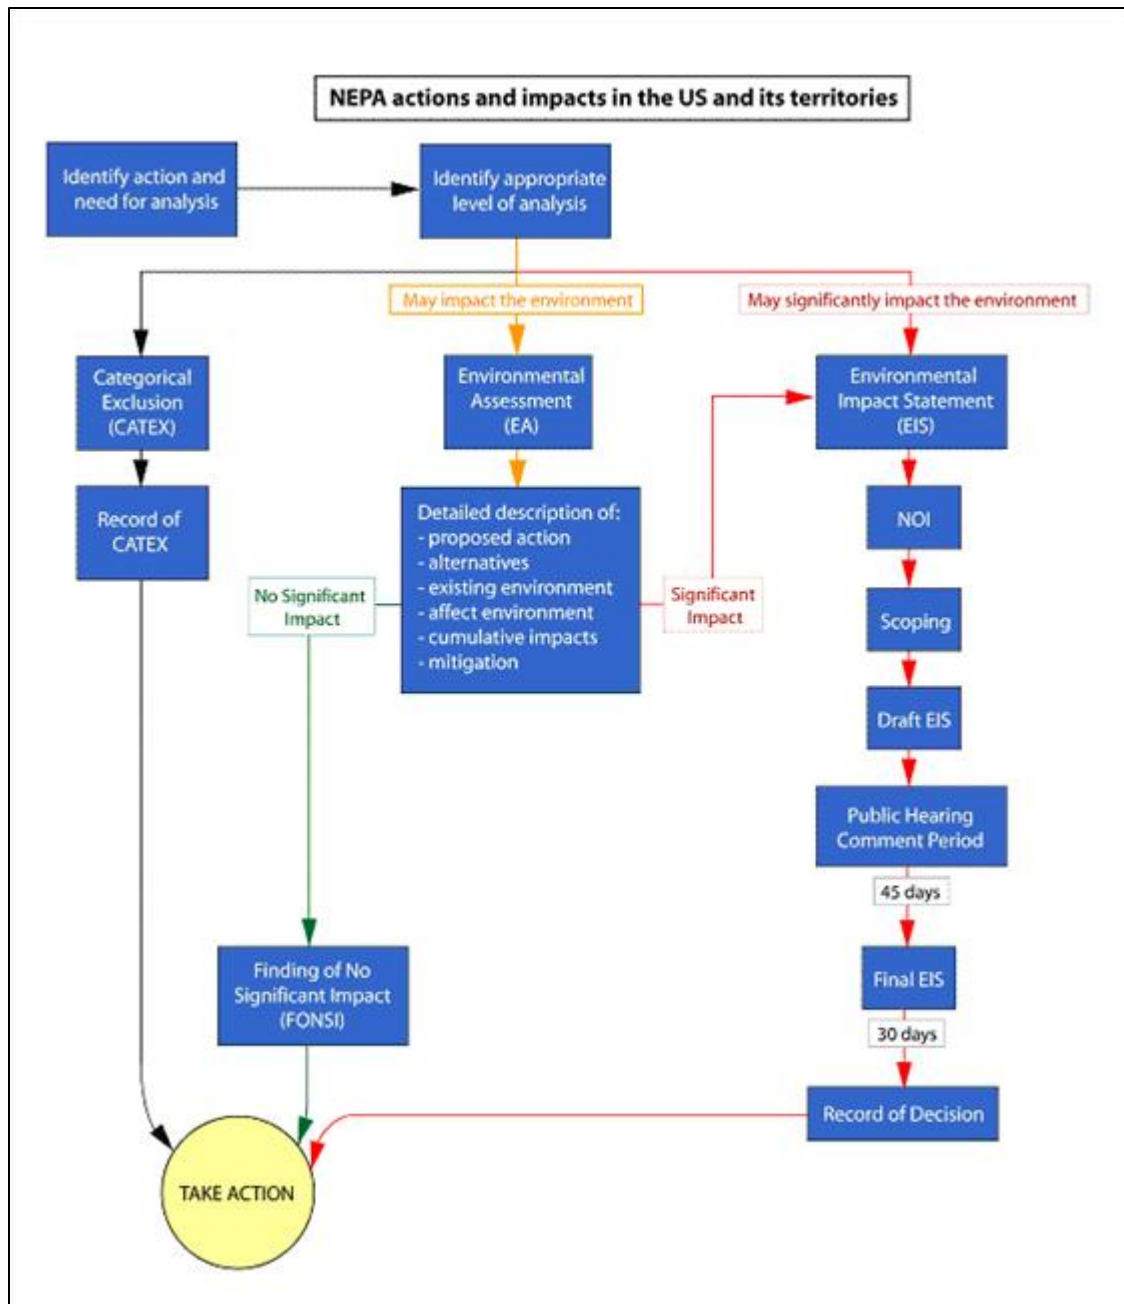 NEPA actions and impacts in the US and its territories
Identify action and
need for analysis
Identify appropriate
level of analysis
May impact the environment
May significantly impact the environment
Categorical
Exclusion
(CATEX)
Environmental
Assessment
(EA)
Environmental
Impact Statement
(EIS)
Record of
CATEX
Detailed description of:
- proposed action
- alternatives
- existing environment
- affect environment
- cumulative impacts
- mitigation
No Significant
Impact
Significant
Impact
NOI
Scoping
Draft EIS
Public Hearing
Comment Period
45 days
Final EIS
30 days
Record of Decision
Finding of No
Significant Impact
(FONSI)
TAKE ACTION